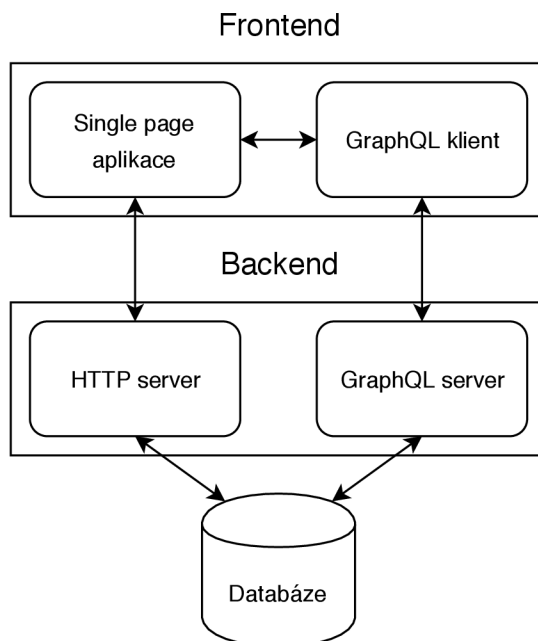 Frontend
Single page
aplikace
GraphQL klient
Backend
HTTP server
GraphQL server
Databáze